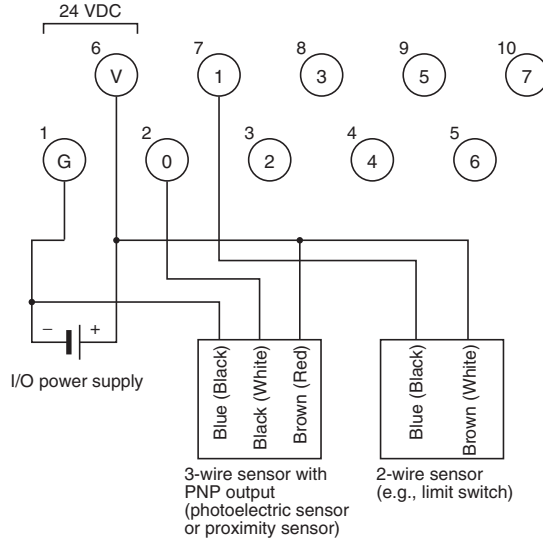 24 VDC
6 7 8 9 10
V 1 3 5 7
1 2 3 4 5
G 0 2 4 6
− +
I/O power supply
Blue (Black)
Black (White)
Brown (Red)
Blue (Black)
Brown (White)
3-wire sensor with
PNP output
(photoelectric sensor
or proximity sensor)
2-wire sensor
(e.g., limit switch)